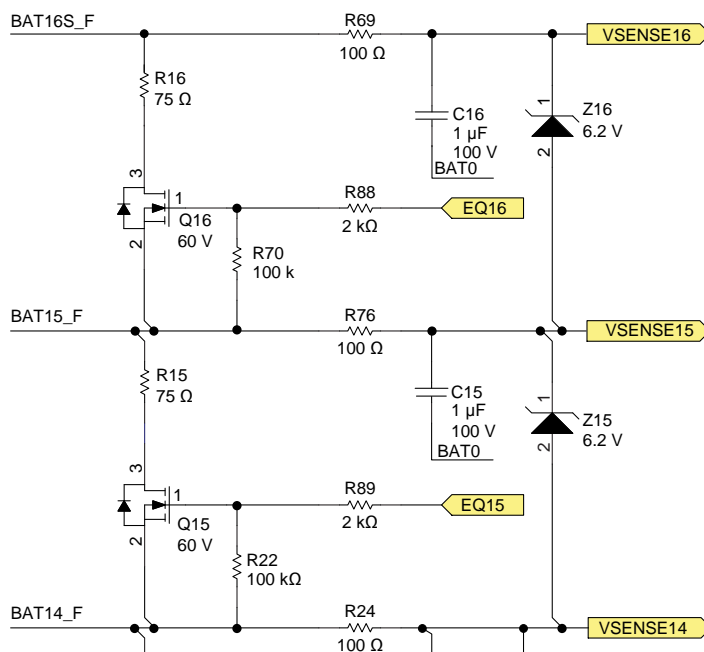 BAT16S_F
R69
100 Ω
VSENSE16
R16
75 Ω
C16
1 µF
100 V
BAT0
1
Z16
6.2 V
2
3
1
Q16
60 V
2
R88
2 kΩ
EQ16
R70
100 k
BAT15_F
R76
100 Ω
VSENSE15
R15
75 Ω
C15
1 µF
100 V
BAT0
1
Z15
6.2 V
2
3
1
Q15
60 V
2
R89
2 kΩ
EQ15
R22
100 kΩ
BAT14_F
R24
100 Ω
VSENSE14